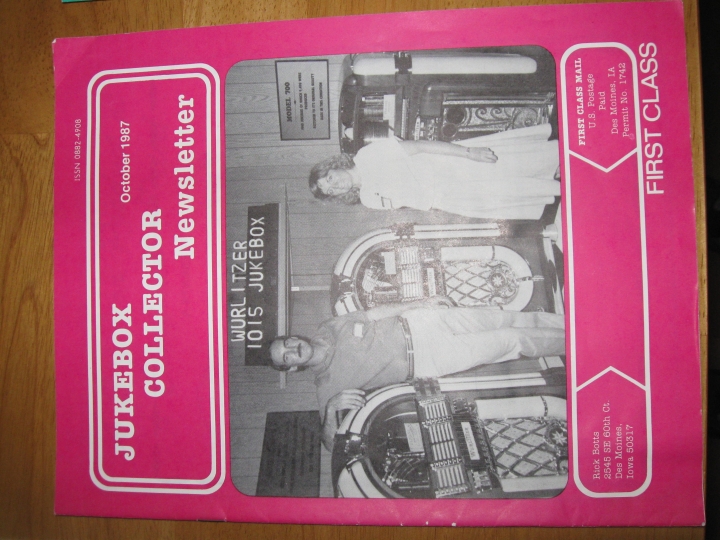 ISSN 0882-4908
October 1987
JUKEBOX
COLLECTOR
Newsletter
MODEL 700
WURLITZER
1015 JUKEBOX
Rick Botts
2545 SE 60th Ct.
Des Moines,
Iowa 50317
FIRST CLASS MAIL
U.S. Postage
Paid
Des Moines, IA
Permit No. 1742
FIRST CLASS